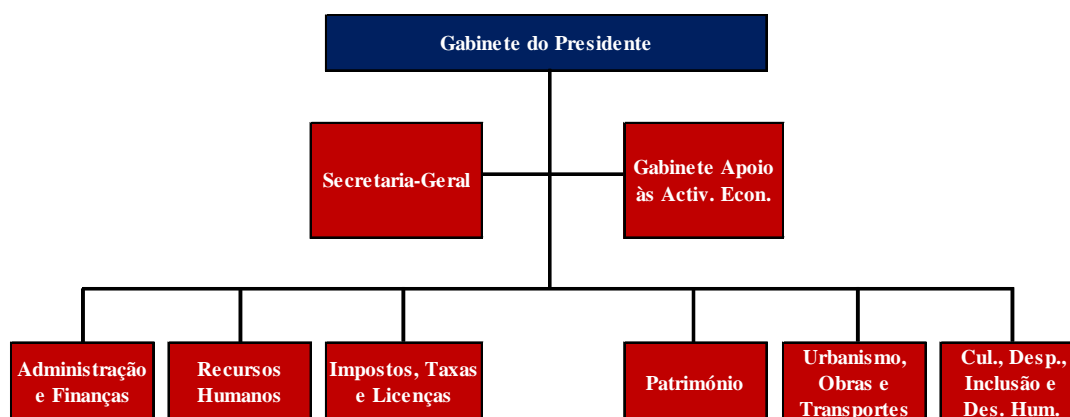 Gabinete do Presidente
Secretaria-Geral
Gabinete Apoio
às Activ. Econ.
Administração
e Finanças
Recursos
Humanos
Impostos, Taxas
e Licenças
Património
Urbanismo,
Obras e
Transportes
Cul., Desp.,
Inclusão e
Des. Hum.